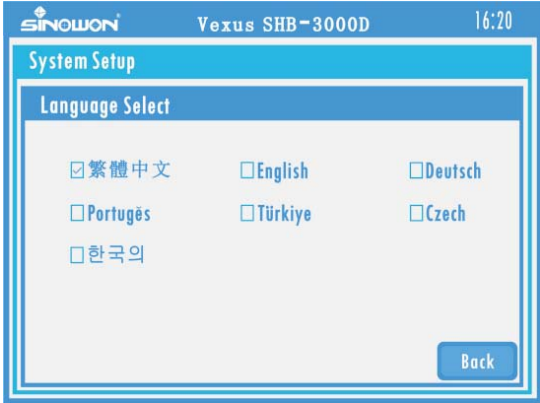 SINOWON Vexus SHB-3000D 16:20
System Setup
Language Select
繁體中文 English Deutsch
Portugĕs Türkiye Czech
한국의
Back